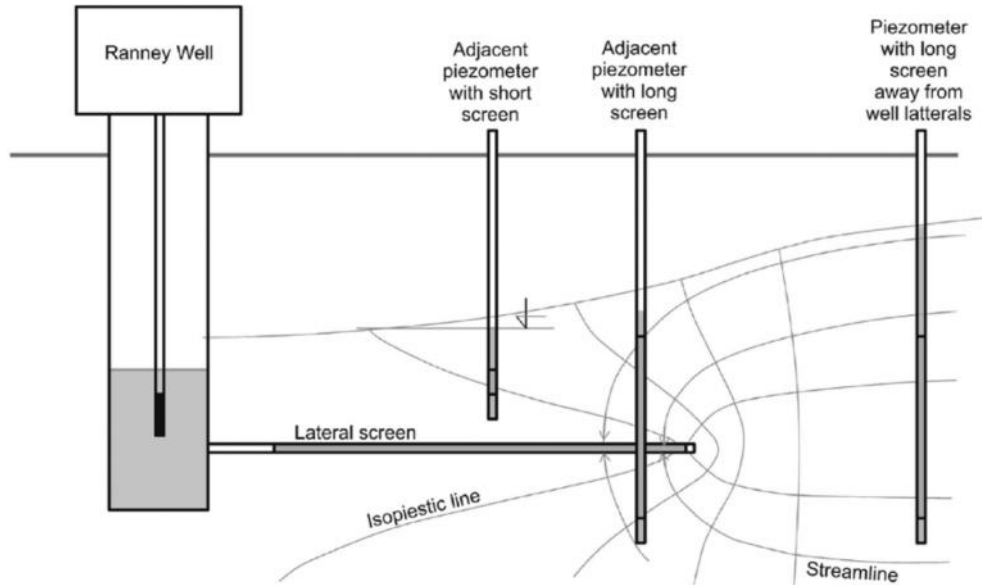 Ranney Well
Adjacent
piezometer
with short
screen
Adjacent
piezometer
with long
screen
Piezometer
with long
screen
away from
well latterals
Lateral screen
Isopiestic line
Streamline